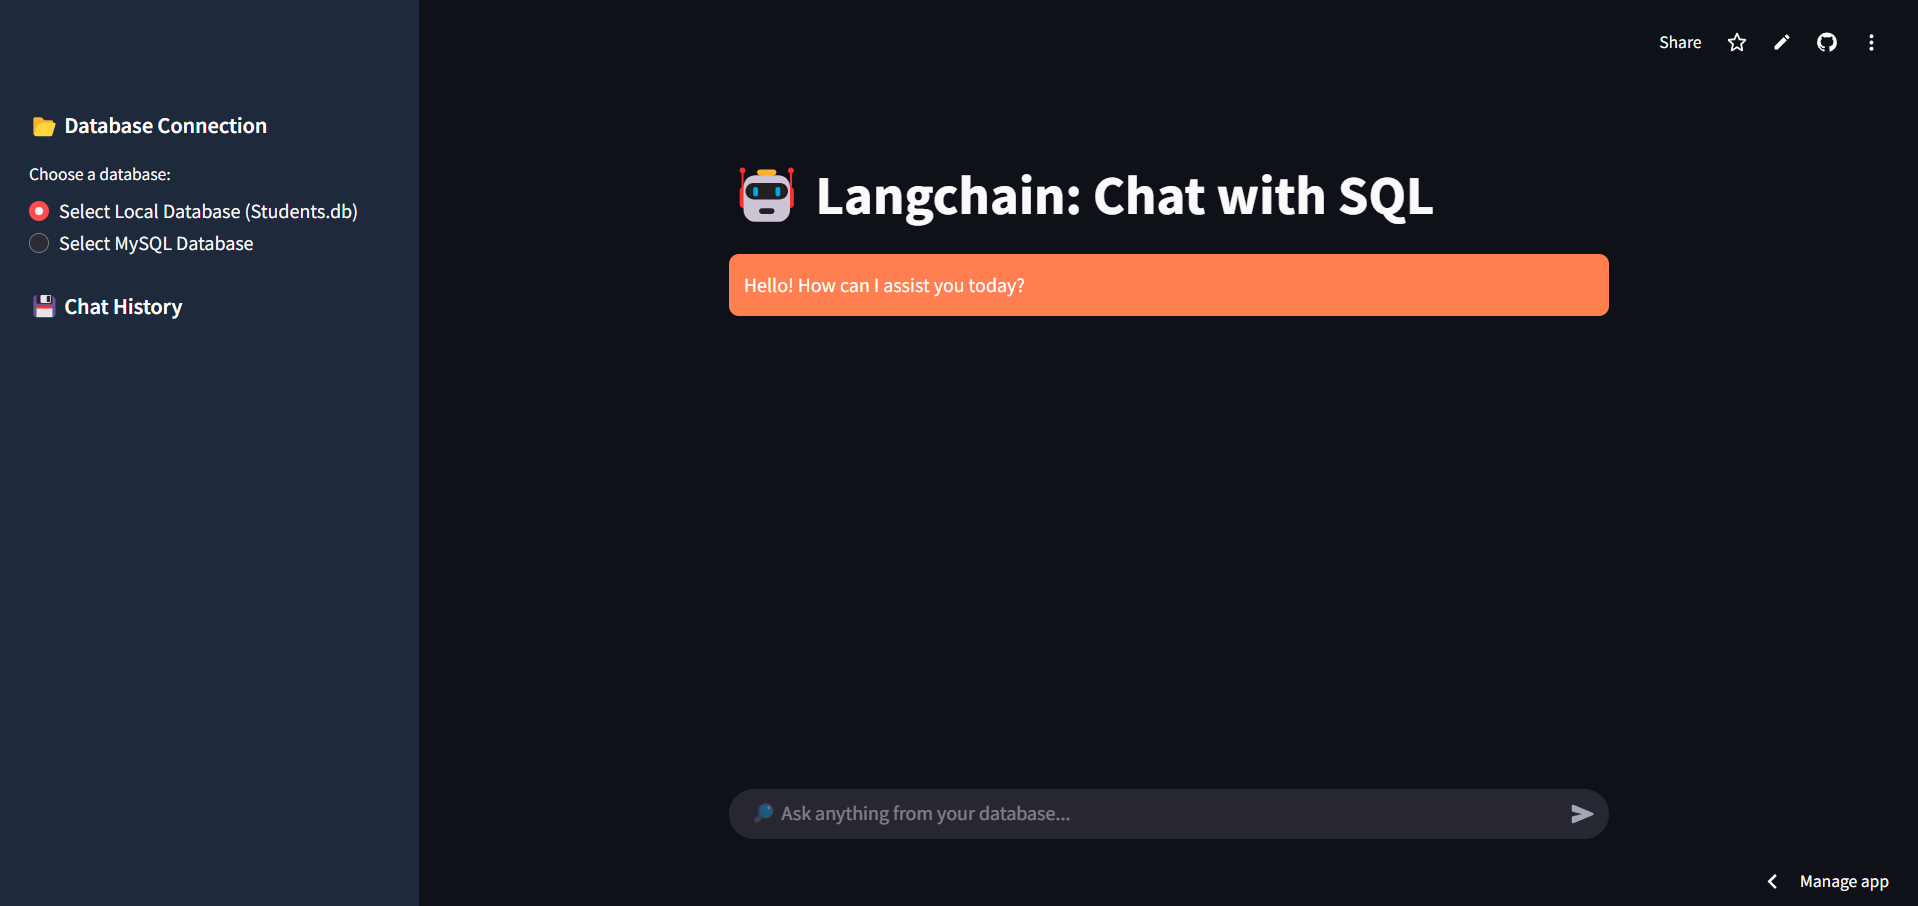 Share
Database Connection
Choose a database:
Select Local Database (Students.db)
Select MySQL Database
Chat History
Langchain: Chat with SQL
Hello! How can I assist you today?
Ask anything from your database...
Manage app